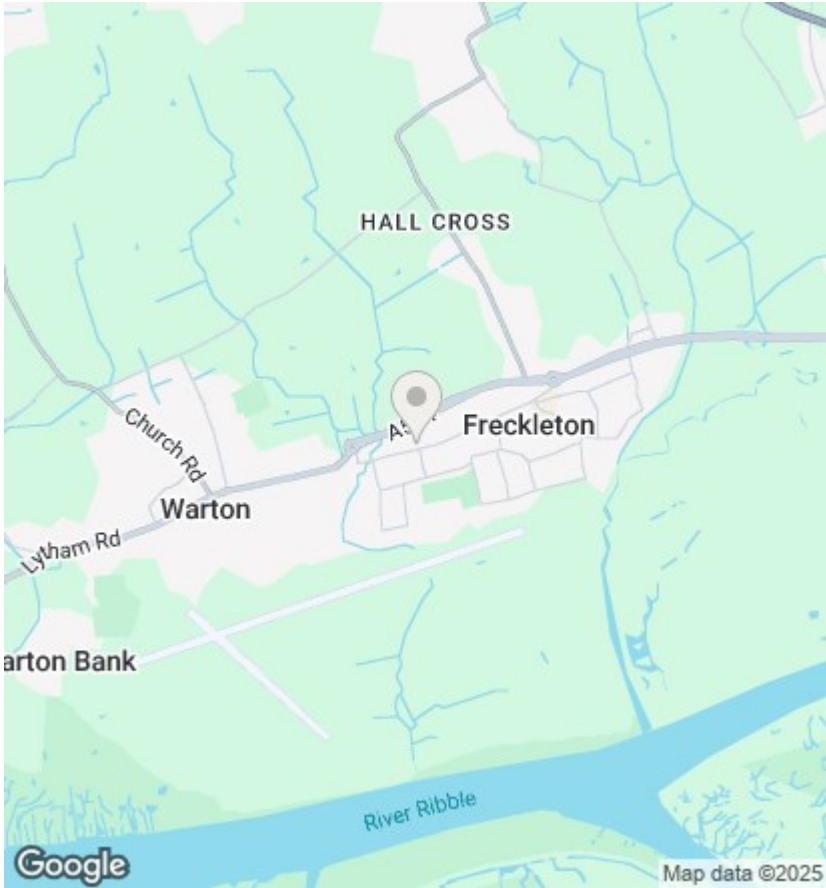 HALL CROSS
Freckleton
Church Rd
Warton
Lytham Rd
arton Bank
River Ribble
Google
Map data ©2025